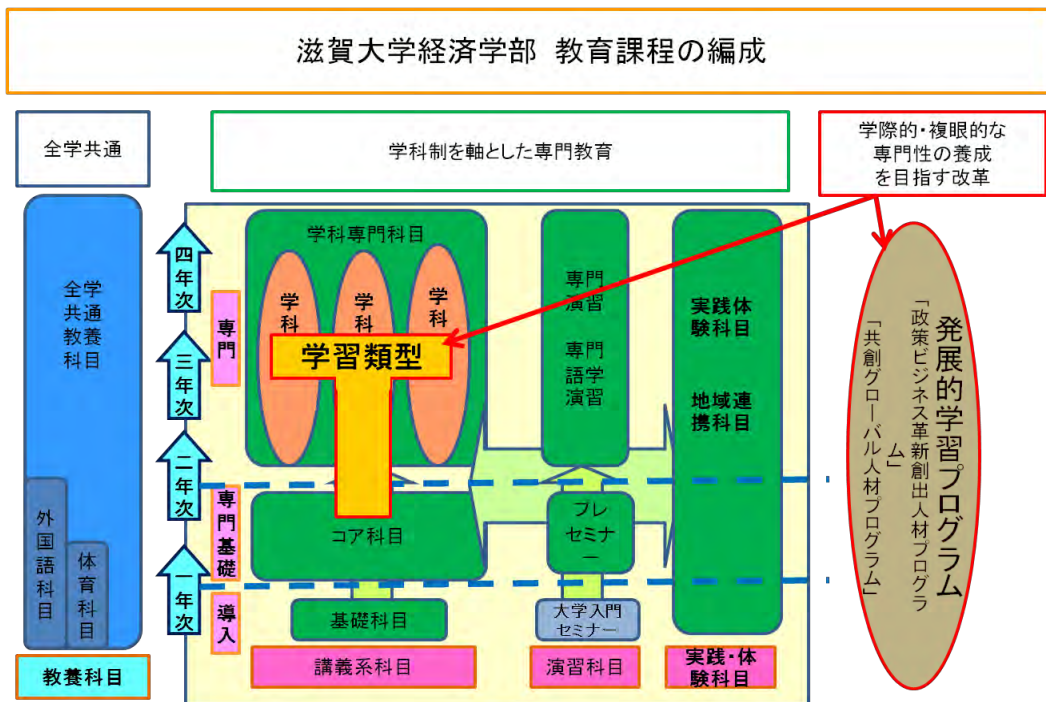 滋賀大学経済学部 教育課程の編成
全学共通
学科制を軸とした専門教育
学際的・複眼的な
専門性の養成
を目指す改革
全学
共通
教養
科目
外国語科目
体育科目
教養科目
四年次
三年次
二年次
一年次
専門
専門基礎
導入
学科専門科目
学科
学科
学科
学習類型
コア科目
基礎科目
講義系科目
専門
演習
専門
語学
演習
プレ
セミナ
ー
大学入門
セミナー
演習科目
実践体
験科目
地域連
携科目
実践・体
験科目
発展的学習プログラム
「政策ビジネス革新創出人材プログラ
ム」
「共創グローバル人材プログラム」